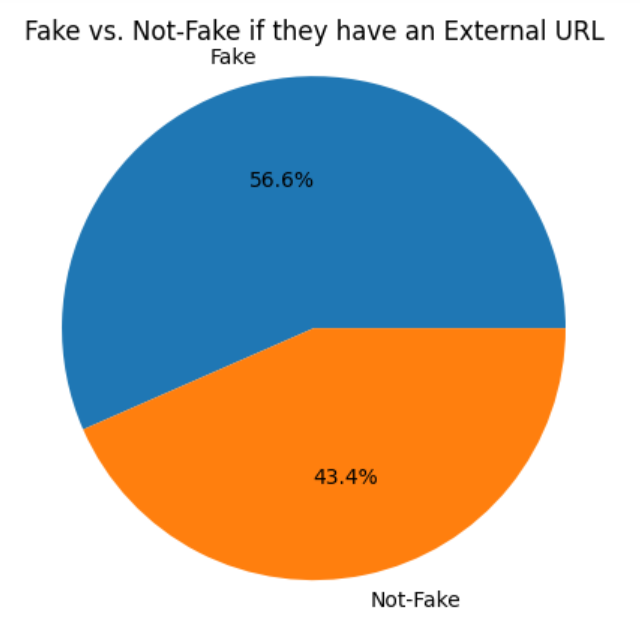 Fake vs. Not-Fake if they have an External URL
Fake
56.6%
43.4%
Not-Fake